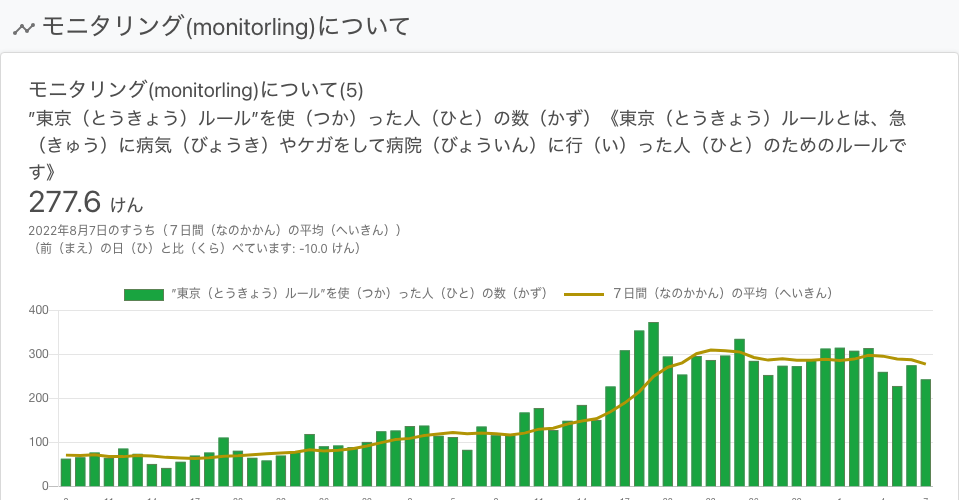 モニタリング(monitorling)について
モニタリング(monitorling)について(5)
”東京（とうきょう）ルール”を使（つか）った人（ひと）の数（かず）《東京（とうきょう）ルールとは、急
（きゅう）に病気（びょうき）やケガをして病院（びょういん）に行（い）った人（ひと）のためのルールで
す》
277.6 けん
2022年8月7日のすうち（７日間（なのかかん）の平均（へいきん））
（前（まえ）の日（ひ）と比（くら）べています: -10.0 けん）
”東京（とうきょう）ルール”を使（つか）った人（ひと）の数（かず） ７日間（なのかかん）の平均（へいきん）
400
300
200
100
0